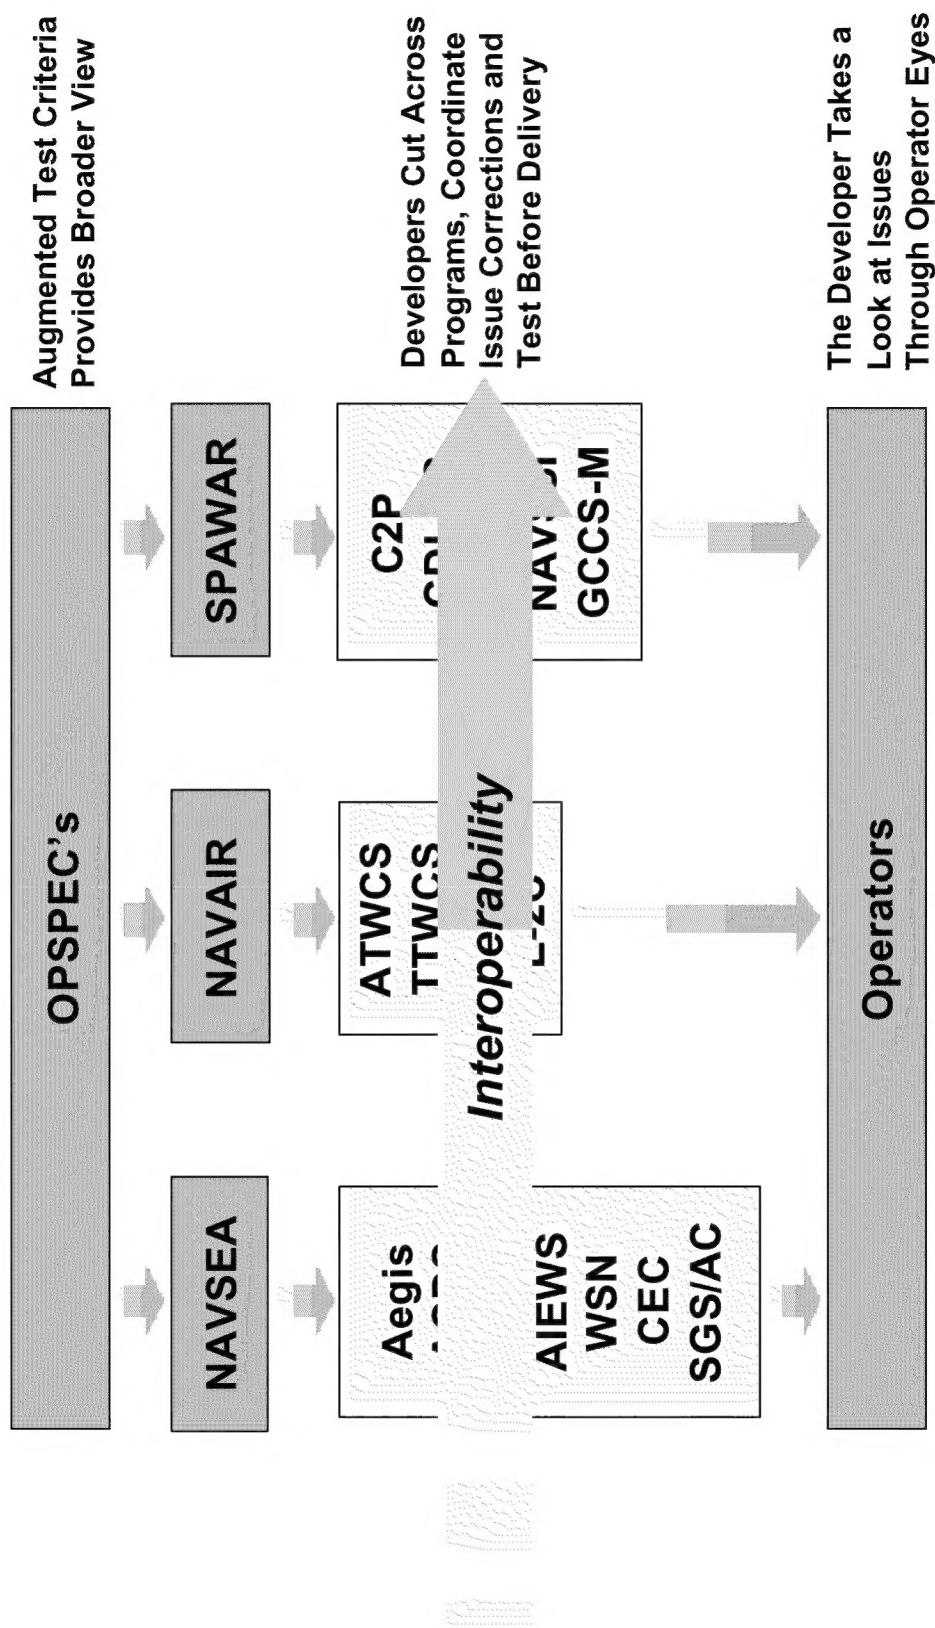 OPSPEC's
Augmented Test Criteria
Provides Broader View
NAVSEA
NAVAIR
SPAWAR
Aegis
AIEWS
WSN
CEC
SGS/AC
ATWCS
TTWCS
C2P
GCCS-M
Interoperability
Developers Cut Across
Programs, Coordinate
Issue Corrections and
Test Before Delivery
Operators
The Developer Takes a
Look at Issues
Through Operator Eyes